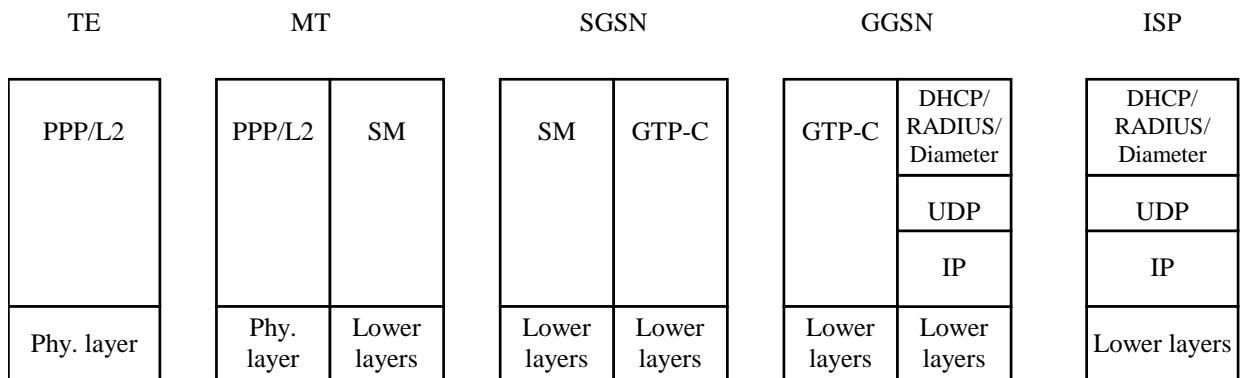 TE MT SGSN GGSN ISP
PPP/L2 PPP/L2 SM SM GTP-C GTP-C
DHCP/
RADIUS/
Diameter
DHCP/
RADIUS/
Diameter
UDP UDP
IP IP
Phy. layer
Phy.
layer
Lower
layers
Lower
layers
Lower
layers
Lower
layers
Lower
layers
Lower layers